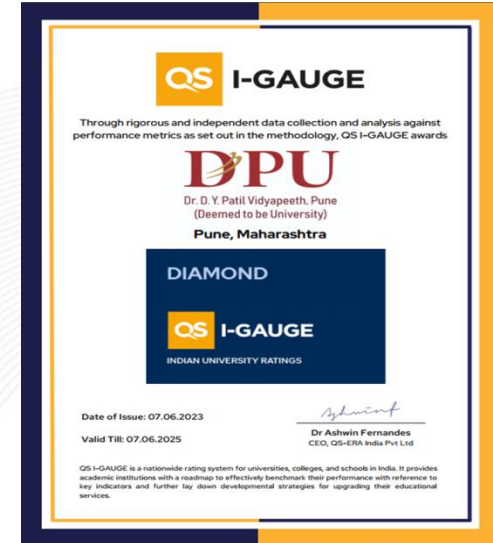 QS I-GAUGE
Through rigorous and independent data collection and analysis against
performance metrics as set out in the methodology, QS I-GAUGE awards
DPU
Dr. D. Y. Patil Vidyapeeth, Pune
(Deemed to be University)
Pune, Maharashtra
DIAMOND
QS I-GAUGE
INDIAN UNIVERSITY RATINGS
Date of Issue: 07.06.2023
Valid Till: 07.06.2025
Ashwinf
Dr Ashwin Fernandes
CEO, QS-ERA India Pvt Ltd
QS I-GAUGE is a nationwide rating system for universities, colleges, and schools in India. It provides
academic institutions with a roadmap to effectively benchmark their performance with reference to
key indicators and further lay down developmental strategies for upgrading their educational
services.